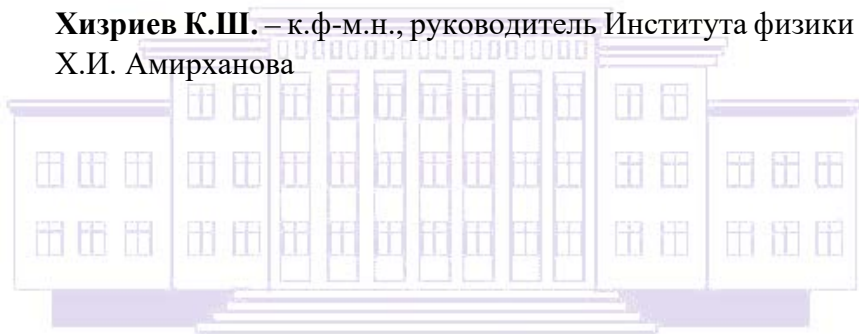 Хизриев К.Ш. – к.ф-м.н., руководитель Института физики
Х.И. Амирханова